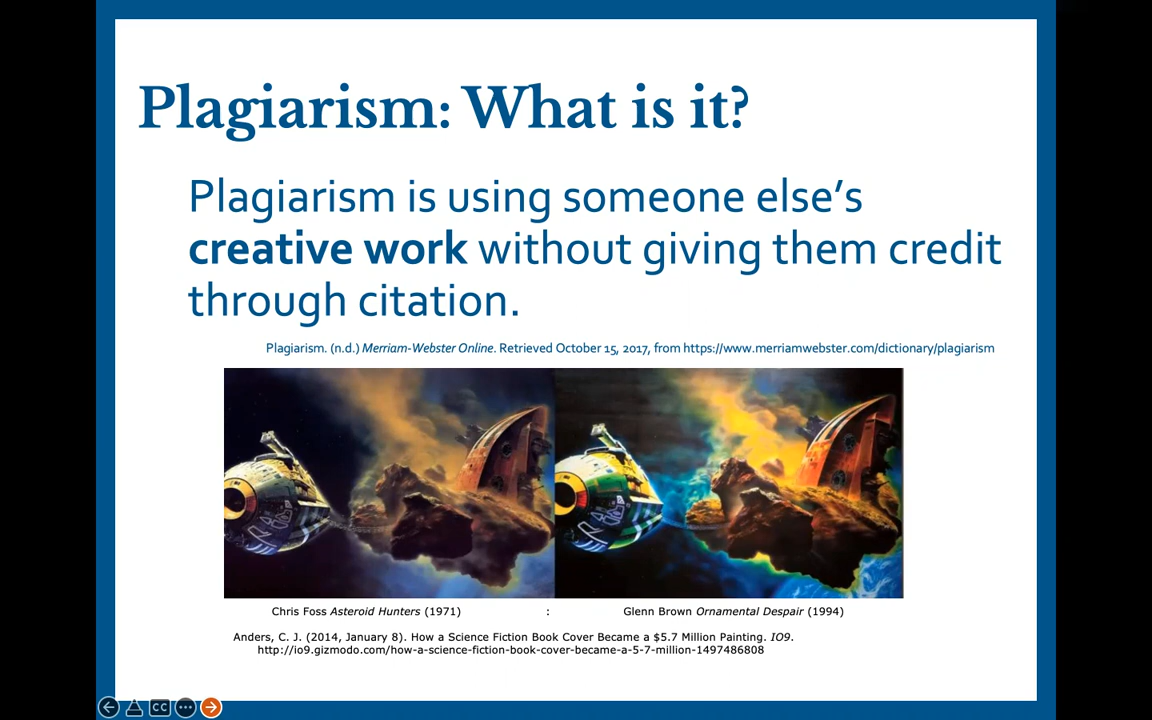 Plagiarism: What is it?
Plagiarism is using someone else’s
creative work without giving them credit
through citation.
Plagiarism. (n.d.) Merriam-Webster Online. Retrieved October 15, 2017, from https://www.merriamwebster.com/dictionary/plagiarism
Chris Foss Asteroid Hunters (1971) : Glenn Brown Ornamental Despair (1994)
Anders, C. J. (2014, January 8). How a Science Fiction Book Cover Became a $5.7 Million Painting. IO9.
http://io9.gizmodo.com/how-a-science-fiction-book-cover-became-a-5-7-million-1497486808
CC